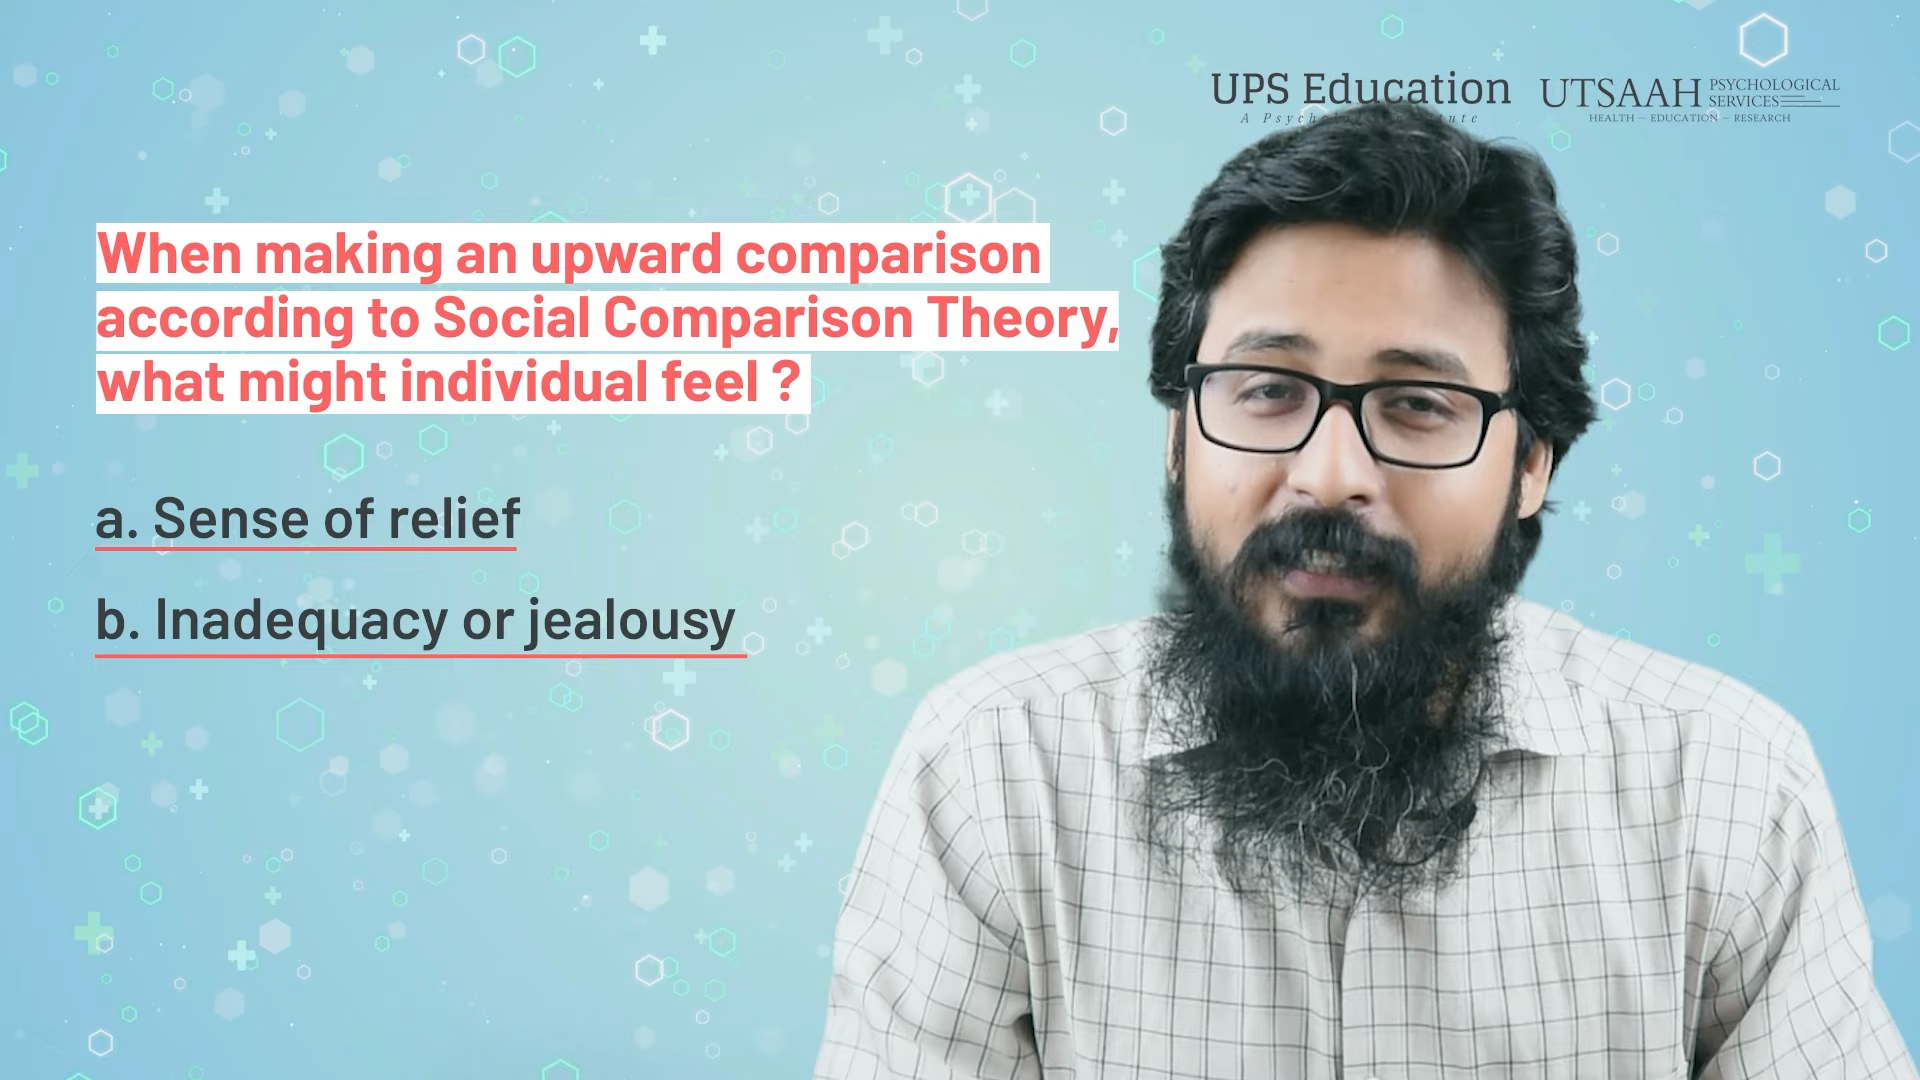 UPS Education
A Psych
UTSAAH PSYCHOLOGICAL
SERVICES
HEALTH – EDUCATION – RESEARCH
When making an upward comparison
according to Social Comparison Theory,
what might individual feel ?
a. Sense of relief
b. Inadequacy or jealousy